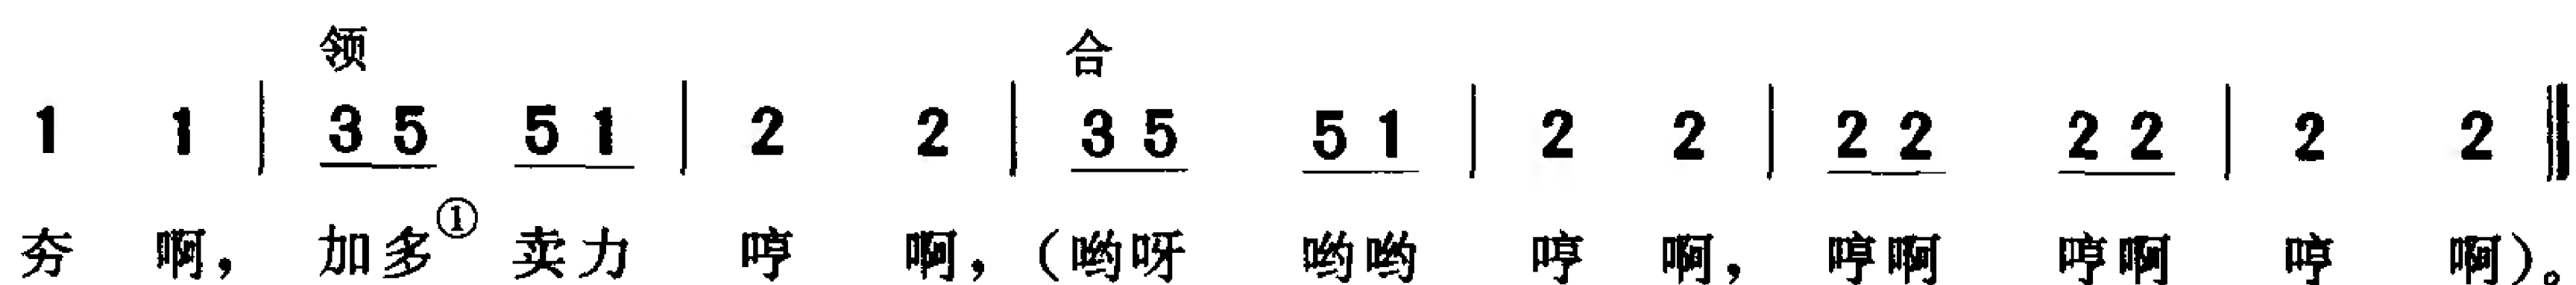 领 合
1 1 | 3 5 5 1 | 2 2 | 3 5 5 1 | 2 2 | 2 2 2 2 | 2 2 ‖
夯 啊, 加多① 卖力 哼 啊, (哟呀 哟哟 哼 啊, 哼啊 哼啊 哼 啊)。